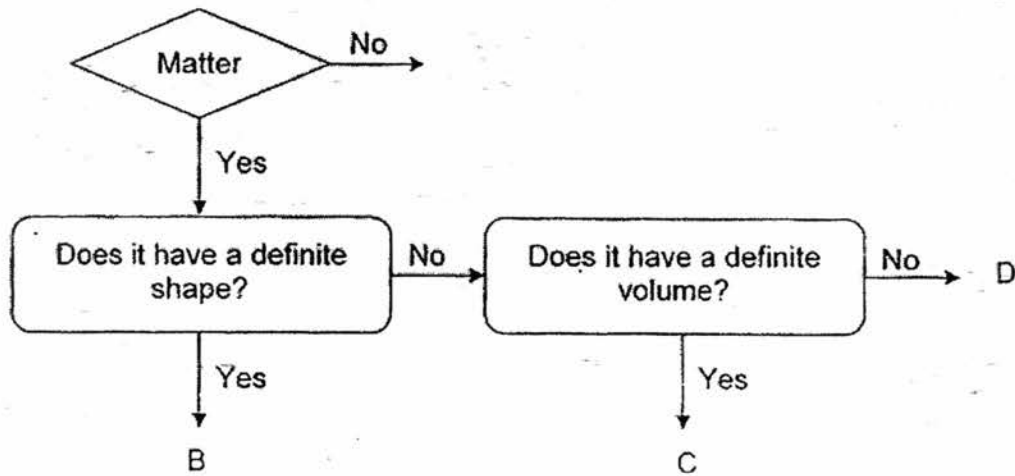 Matter
No
Yes
Does it have a definite
shape?
No
Does it have a definite
volume?
No
D
Yes
Yes
B
C